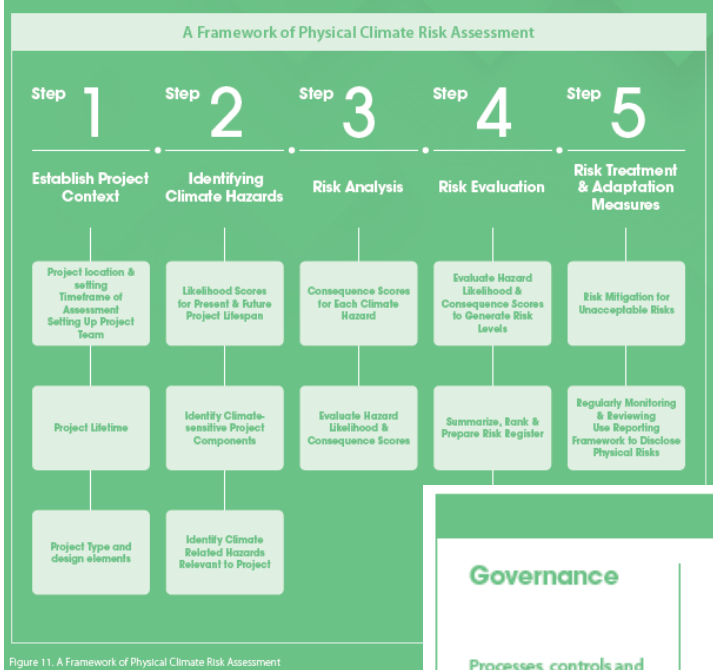 A Framework of Physical Climate Risk Assessment
Step 1
Establish Project
Context
Project location &
setting
Timeframe of
Assessment
Setting Up Project
Team
Project Lifetime
Project Type and
design elements
Step 2
Identifying
Climate Hazards
Likelihood Scores
for Present & Future
Project Lifespan
Identify Climate-
sensitive Project
Components
Identify Climate
Related Hazards
Relevant to Project
Step 3
Risk Analysis
Consequence Scores
for Each Climate
Hazard
Evaluate Hazard
Likelihood &
Consequence Scores
Step 4
Risk Evaluation
Evaluate Hazard
Likelihood &
Consequence Scores
to Generate Risk
Levels
Summarize, Rank &
Prepare Risk Register
Step 5
Risk Treatment
& Adaptation
Measures
Risk Mitigation for
Unacceptable Risks
Regularly Monitoring
& Reviewing
Use Reporting
Framework to Disclose
Physical Risks
Governance
Processes, controls and
Figure 11. A Framework of Physical Climate Risk Assessment